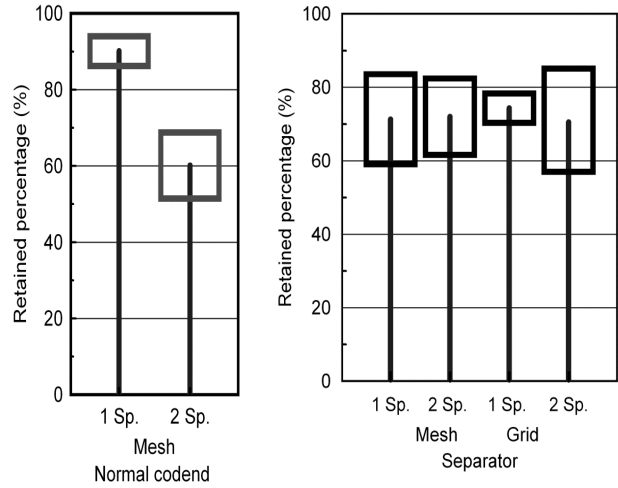 100
80
60
40
20
0
Retained percentage (%)
1 Sp. 2 Sp.
Mesh
Normal codend
100
80
60
40
20
0
Retained percentage (%)
1 Sp. 2 Sp. 1 Sp. 2 Sp.
Mesh Grid
Separator